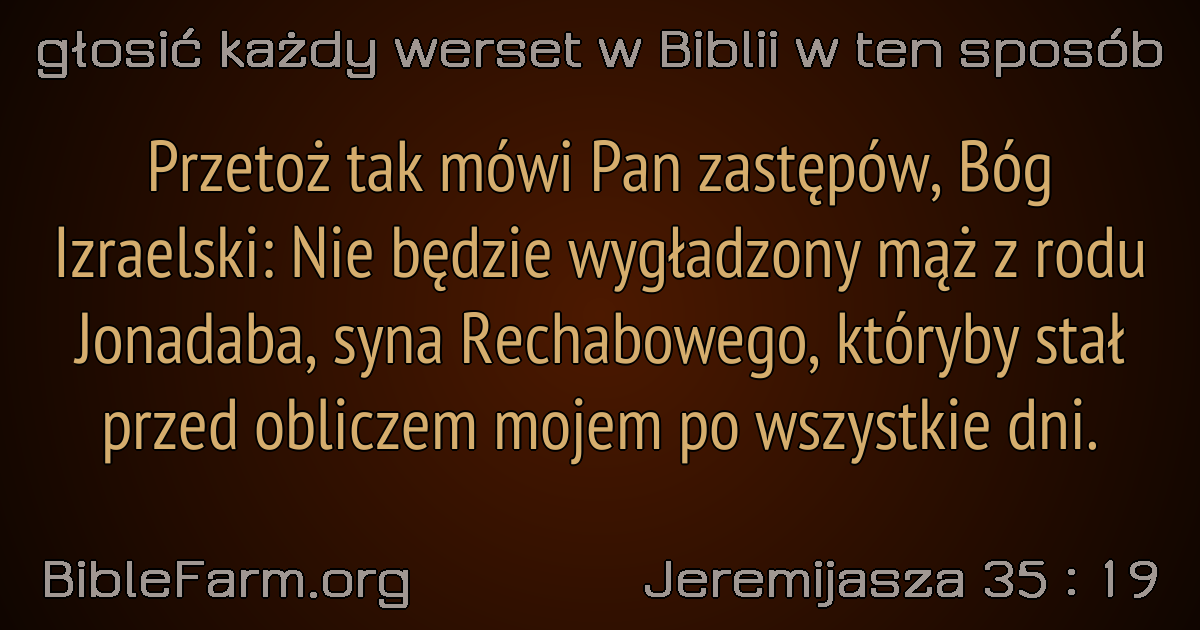 głosić każdy werset w Biblii w ten sposób
Przetoż tak mówi Pan zastępów, Bóg
Izraelski: Nie będzie wygładzony mąż z rodu
Jonadaba, syna Rechabowego, któryby stał
przed obliczem mojem po wszystkie dni.
BibleFarm.org
Jeremijasza 35 : 19